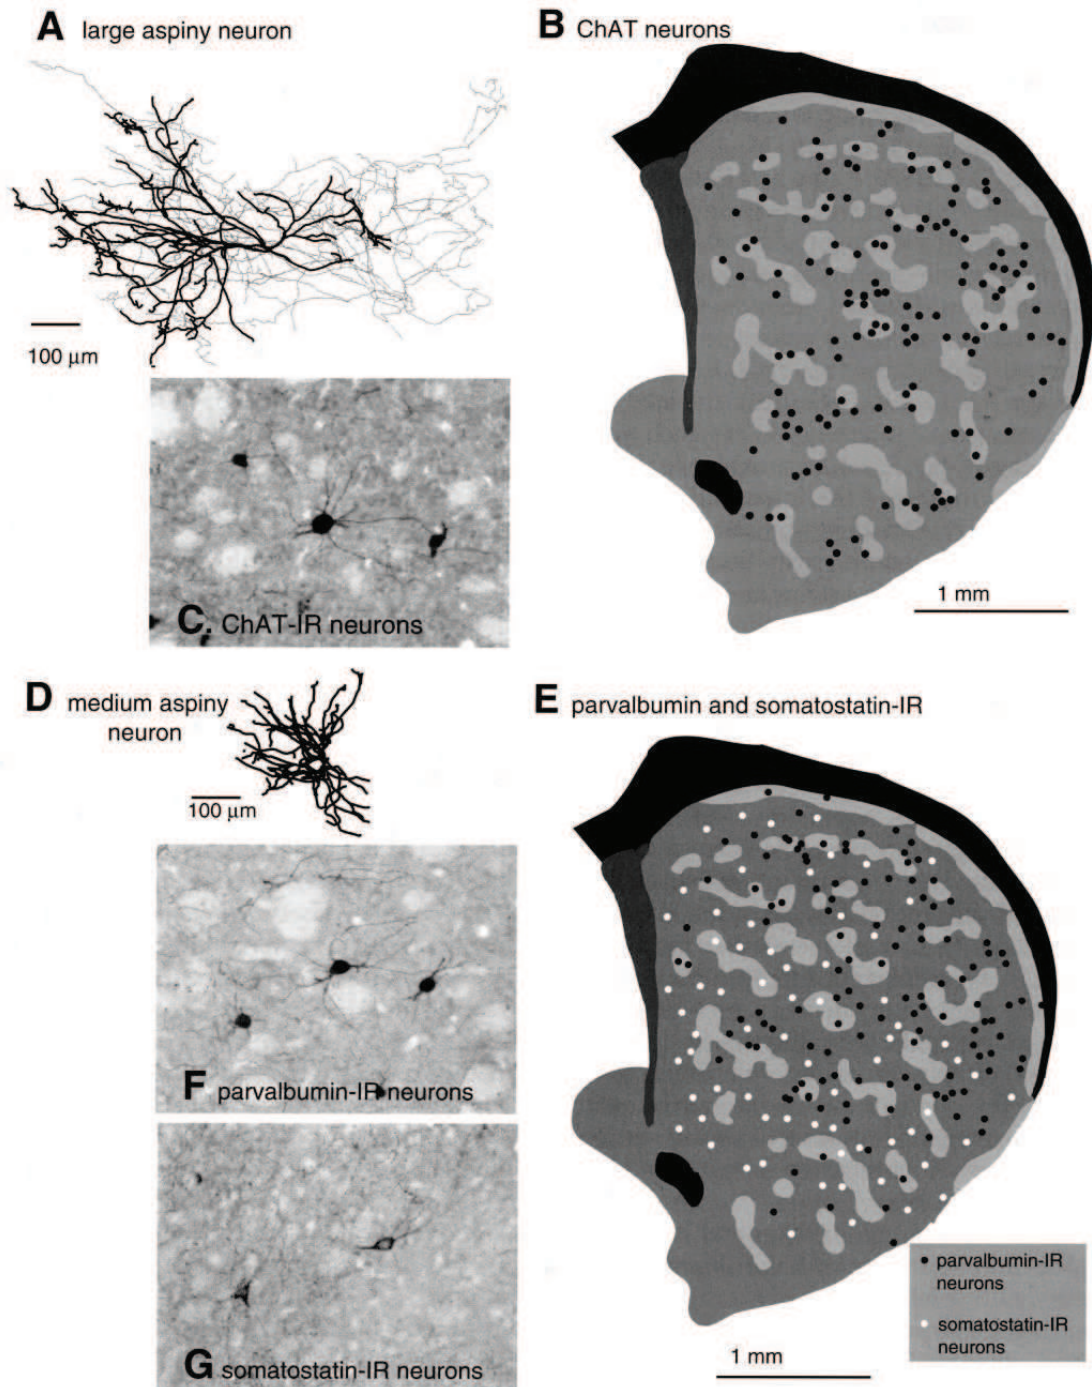 A large aspiny neuron
100 µm
B ChAT neurons
1 mm
C. ChAT-IR neurons
D medium aspiny
neuron
100 µm
E parvalbumin and somatostatin-IR
parvalbumin-IR
neurons
somatostatin-IR
neurons
1 mm
F parvalbumin-IR neurons
G somatostatin-IR neurons